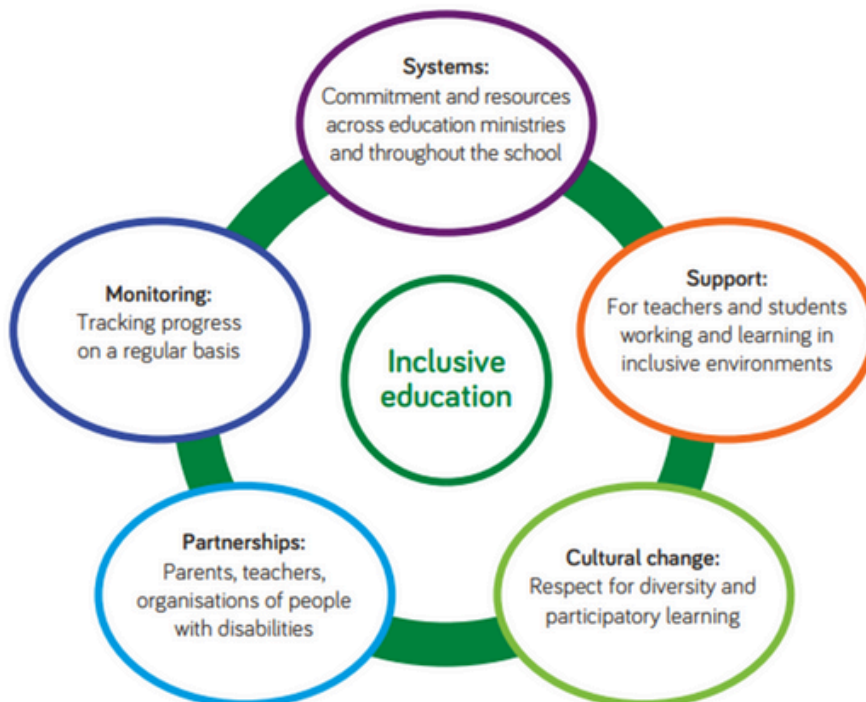 Systems:
Commitment and resources
across education ministries
and throughout the school
Support:
For teachers and students
working and learning in
inclusive environments
Cultural change:
Respect for diversity and
participatory learning
Partnerships:
Parents, teachers,
organisations of people
with disabilities
Monitoring:
Tracking progress
on a regular basis
Inclusive
education